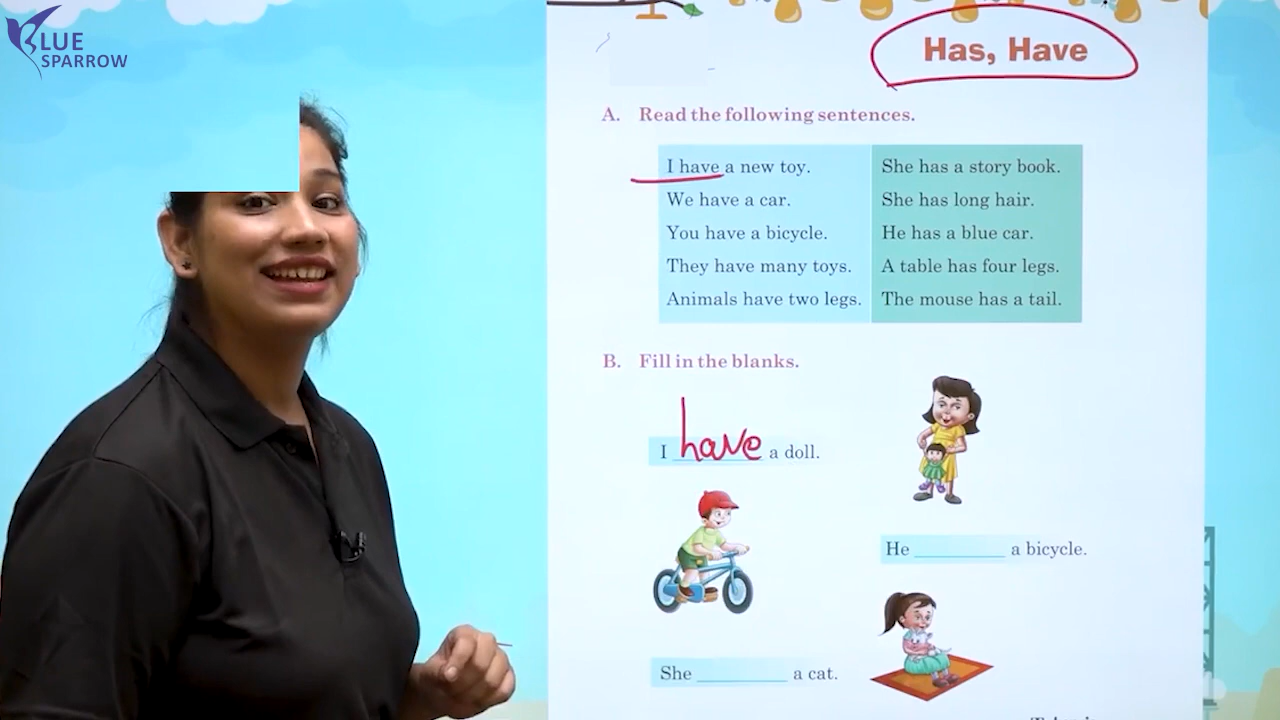 BLUE
SPARROW
Has, Have
A. Read the following sentences.
I have a new toy.
We have a car.
You have a bicycle.
They have many toys.
Animals have two legs.
She has a story book.
She has long hair.
He has a blue car.
A table has four legs.
The mouse has a tail.
B. Fill in the blanks.
I have a doll.
He ________ a bicycle.
She ________ a cat.